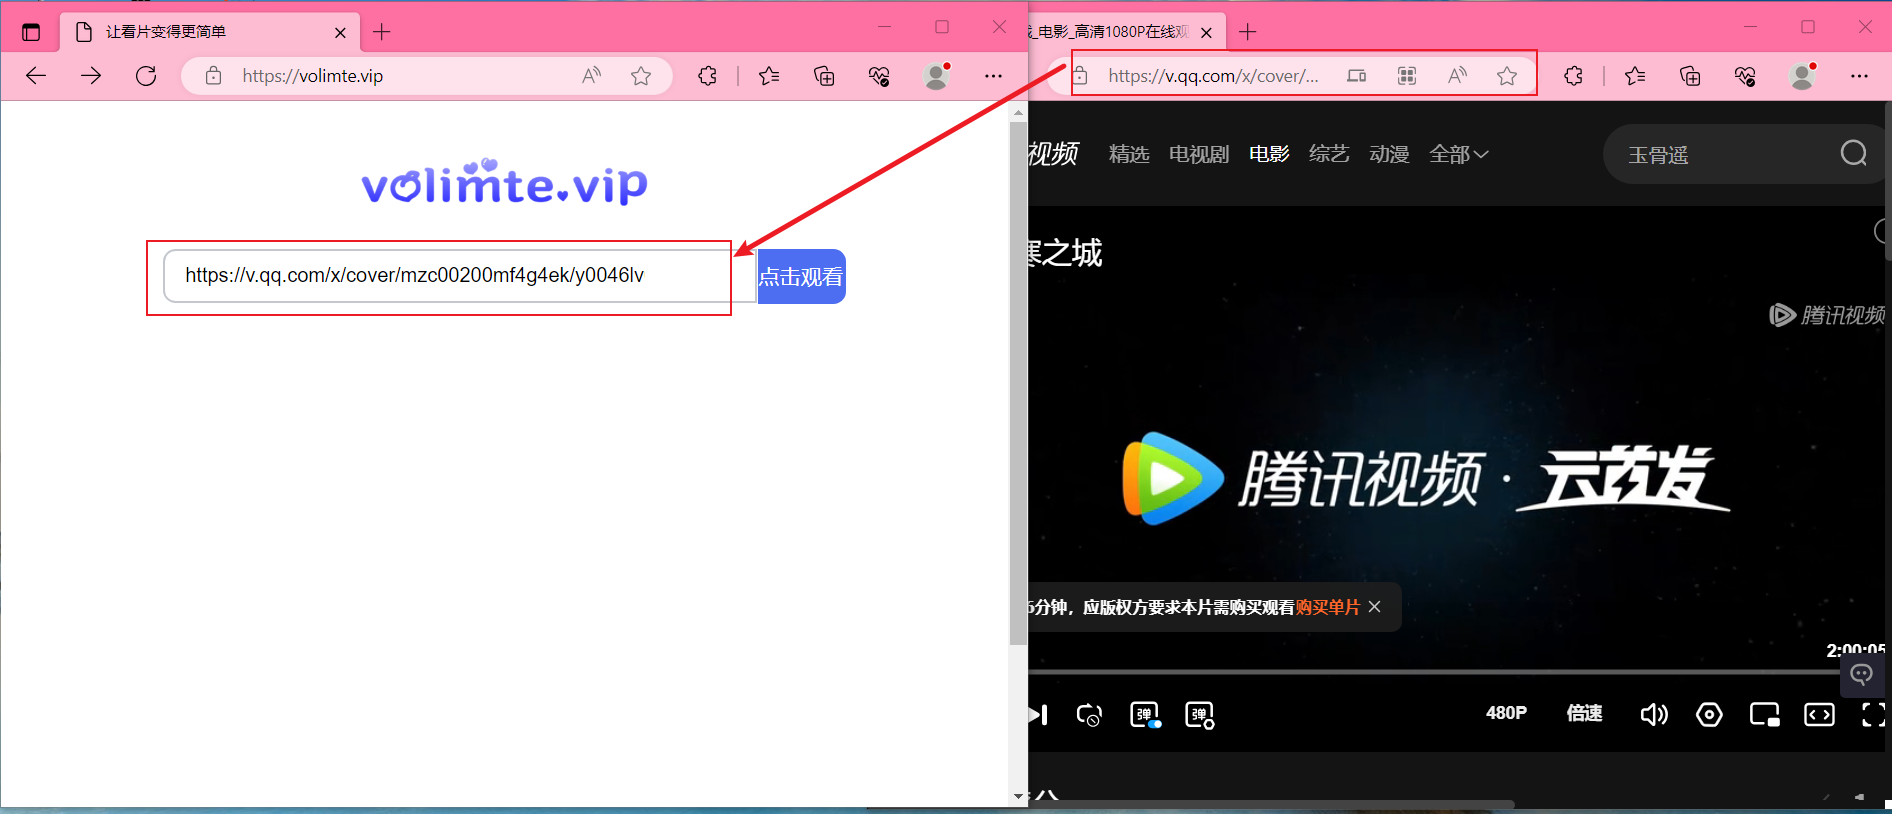 让看片变得更简单
https://volimte.vip
volimte.vip
https://v.qq.com/x/cover/mzc00200mf4g4ek/y0046lv
点击观看
_电影_高清1080P在线观
https://v.qq.com/x/cover/...
视频
精选 电视剧 电影 综艺 动漫 全部
玉骨遥
寨之城
腾讯视频
腾讯视频·云首发
6分钟，应版权方要求本片需购买观看购买单片
2:00:05
弹
弹
480P 倍速